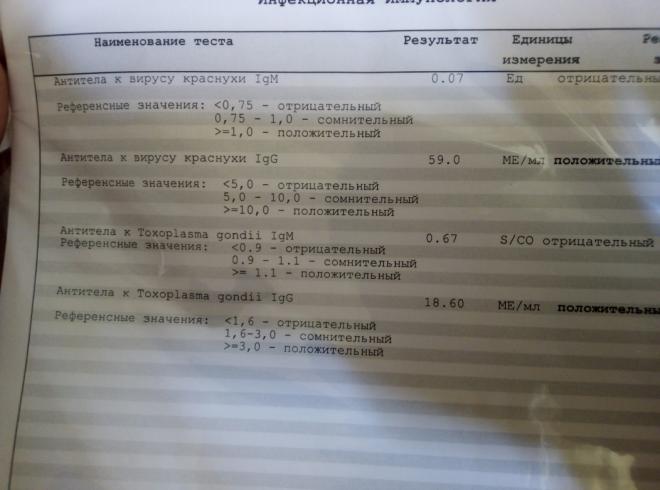 Инфекционная иммунология
Наименование теста Результат Единицы измерения
Антитела к вирусу краснухи IgM 0.07 Ед
Референсные значения: <0,75 - отрицательный
0,75 - 1,0 - сомнительный
>=1,0 - положительный
Антитела к вирусу краснухи IgG 59.0 МЕ/мл
Референсные значения: <5,0 - отрицательный
5,0 - 10,0 - сомнительный
>=10,0 - положительный
Антитела к Toxoplasma gondii IgM 0.67 S/CO отрицательный
Референсные значения: <0.9 - отрицательный
0.9 - 1.1 - сомнительный
>= 1.1 - положительный
Антитела к Toxoplasma gondii IgG 18.60 МЕ/мл
Референсные значения: <1,6 - отрицательный
1,6-3,0 - сомнительный
>=3,0 - положительный